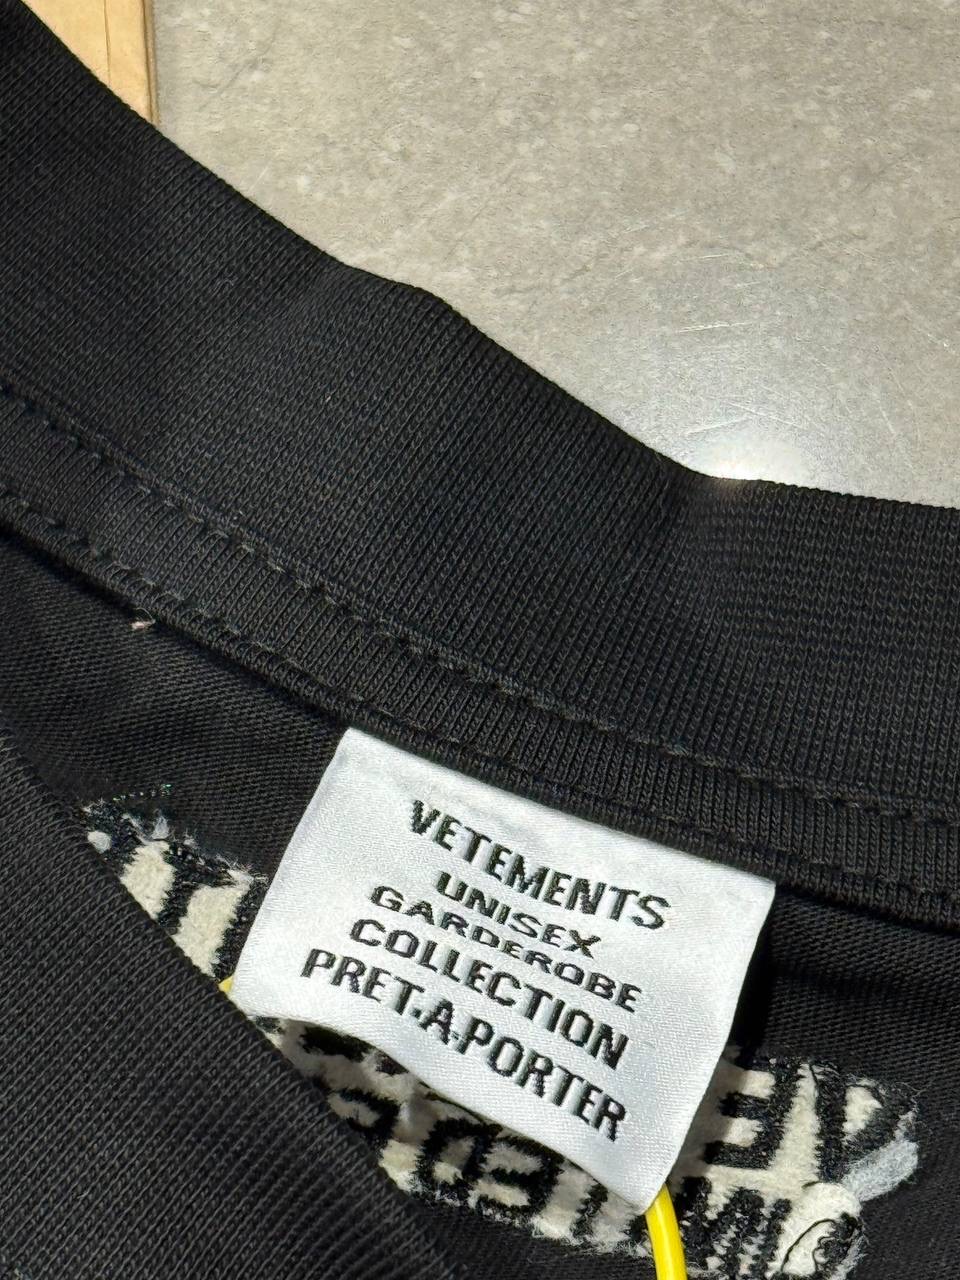 VETEMENTS
UNISEX
GARDEROBE
COLLECTION
PRET.A.PORTER